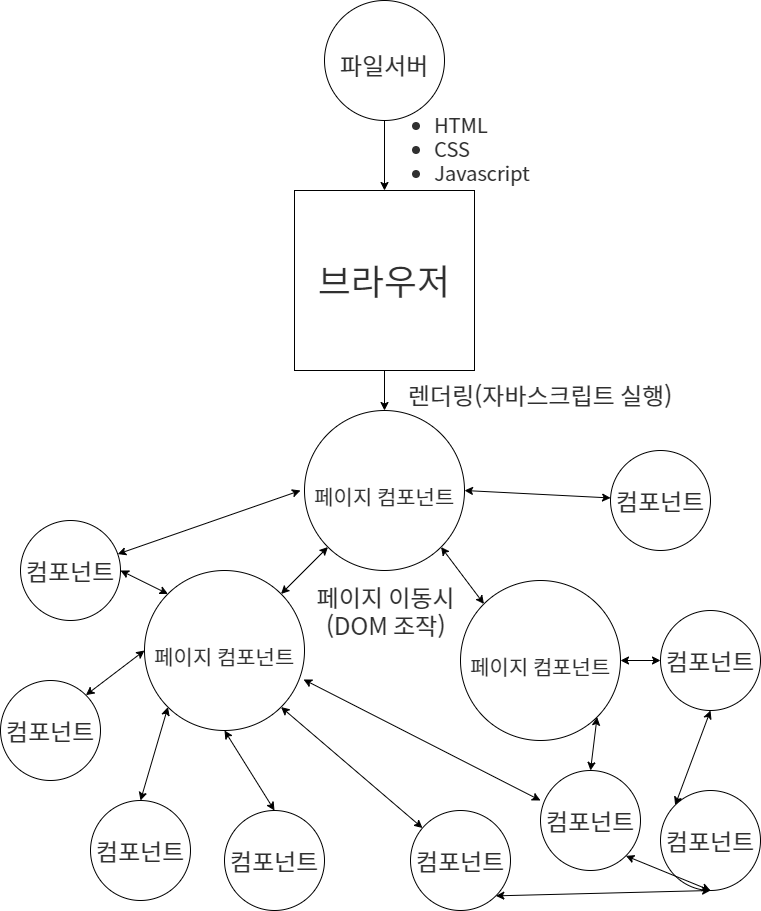 파일서버
• HTML
• CSS
• Javascript
브라우저
렌더링(자바스크립트 실행)
페이지 컴포넌트
컴포넌트
컴포넌트
페이지 이동시
(DOM 조작)
페이지 컴포넌트
페이지 컴포넌트
컴포넌트
컴포넌트
컴포넌트
컴포넌트
컴포넌트
컴포넌트
컴포넌트
컴포넌트